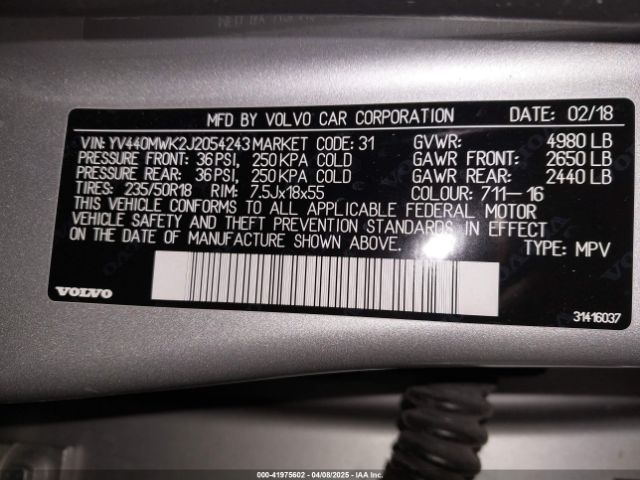 MFD BY VOLVO CAR CORPORATION DATE: 02/18
VIN: YV440MWK2J2054243 MARKET CODE: 31 GVWR: 4980 LB
PRESSURE FRONT: 36 PSI, 250 KPA COLD GAWR FRONT: 2650 LB
PRESSURE REAR: 36 PSI, 250 KPA COLD GAWR REAR: 2440 LB
TIRES: 235/50R18 RIM: 7.5Jx18x55 COLOUR: 711-16
THIS VEHICLE CONFORMS TO ALL APPLICABLE FEDERAL MOTOR
VEHICLE SAFETY AND THEFT PREVENTION STANDARDS IN EFFECT
ON THE DATE OF MANUFACTURE SHOWN ABOVE. TYPE: MPV
VOLVO 31416037
000-41975602 - 04/08/2025 - IAA Inc.